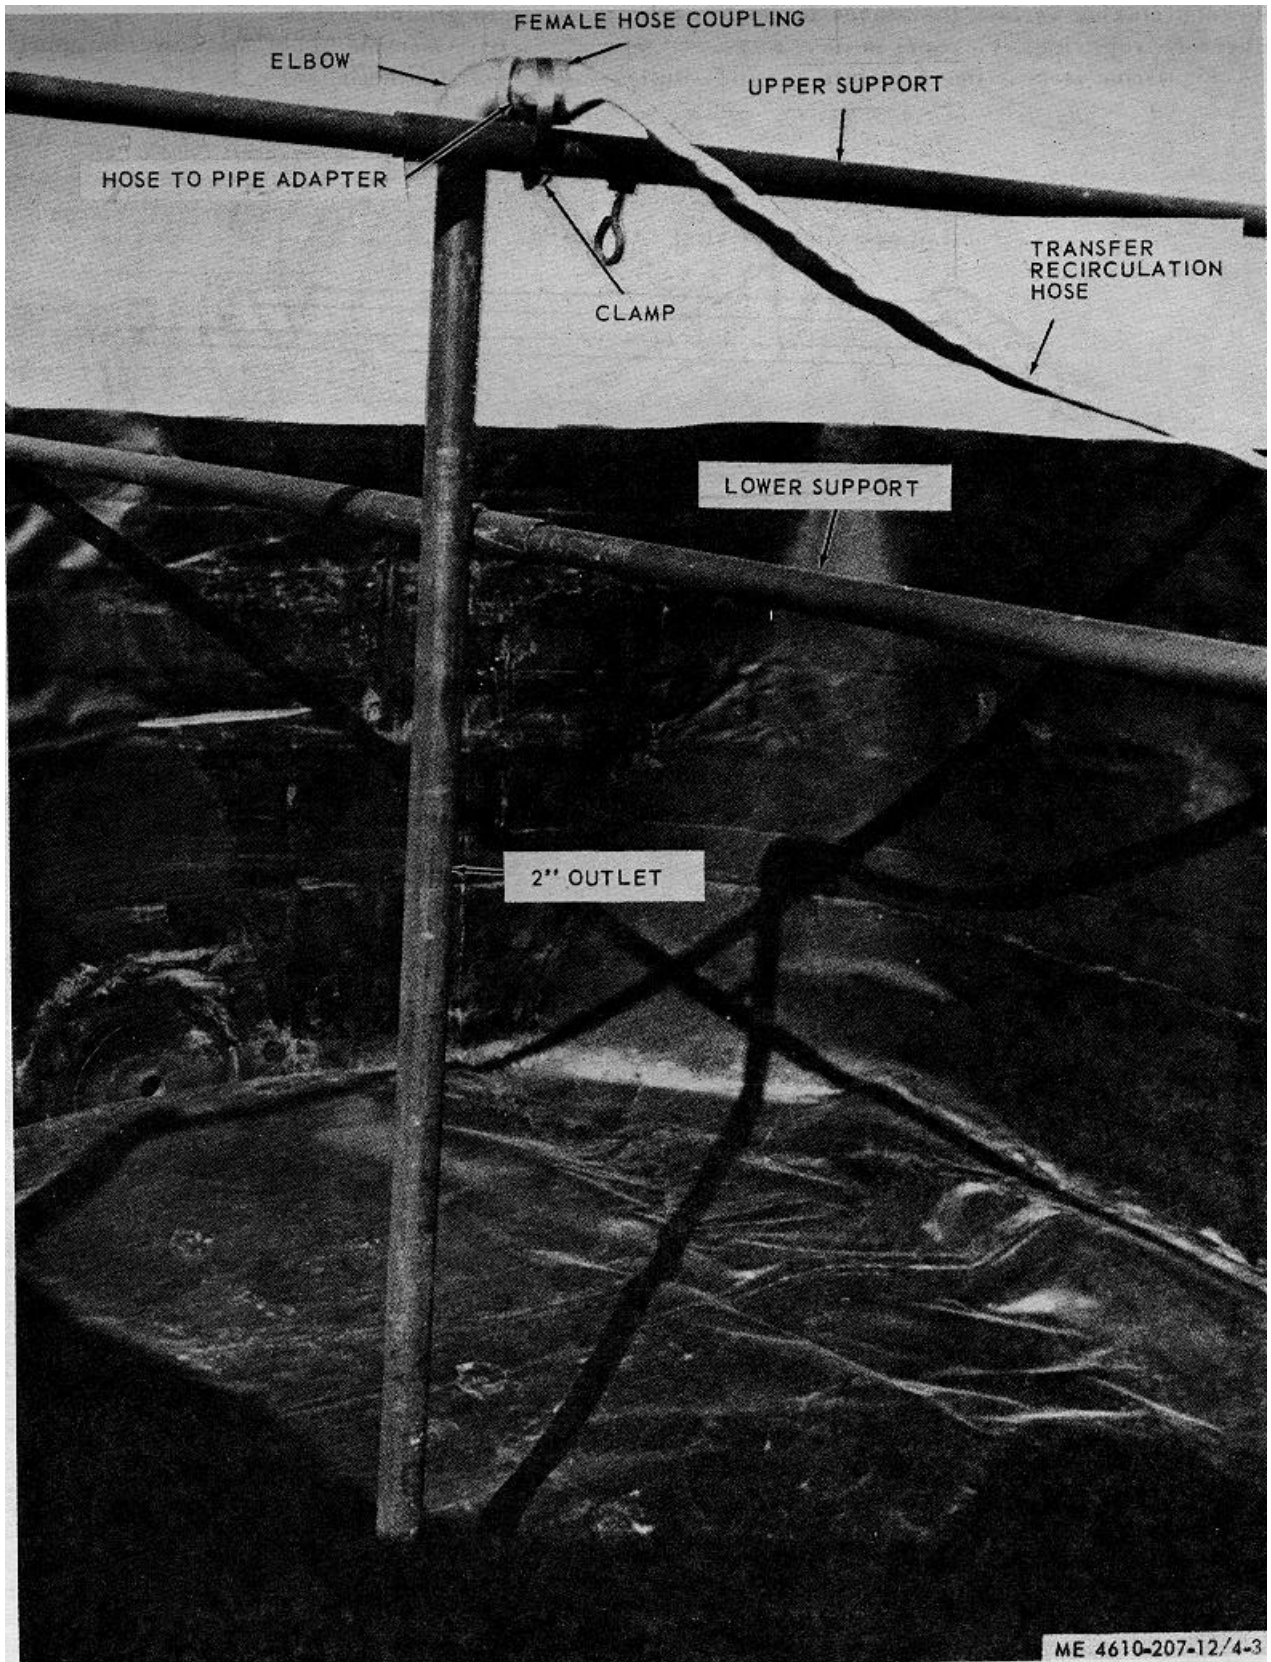 FEMALE HOSE COUPLING
ELBOW
UPPER SUPPORT
HOSE TO PIPE ADAPTER
TRANSFER
RECIRCULATION
HOSE
CLAMP
LOWER SUPPORT
2" OUTLET
ME 4610-207-12/4-3